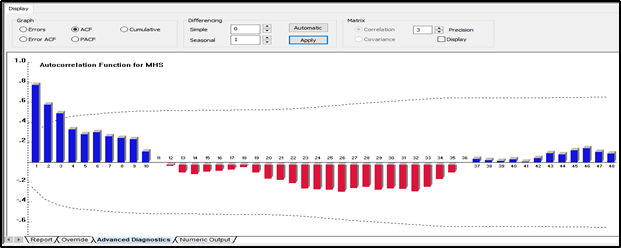 Display
Graph
Errors
ACF
Cumulative
Error ACF
PACF
Differencing
Simple 0
Seasonal 1
Automatic
Apply
Matrix
Correlation
Covariance
3 Precision
Display
Autocorrelation Function for MHS
1.0
.8
.6
.4
.2
-.2
-.4
-.6
11 12 13 14 15 16 17 18 19 20 21 22 23 24 25 26 27 28 29 30 31 32 33 34 35 36
1 2 3 4 5 6 7 8 9 10 37 38 39 40 41 42 43 44 45 46 47 48
Report Override Advanced Diagnostics Numeric Output